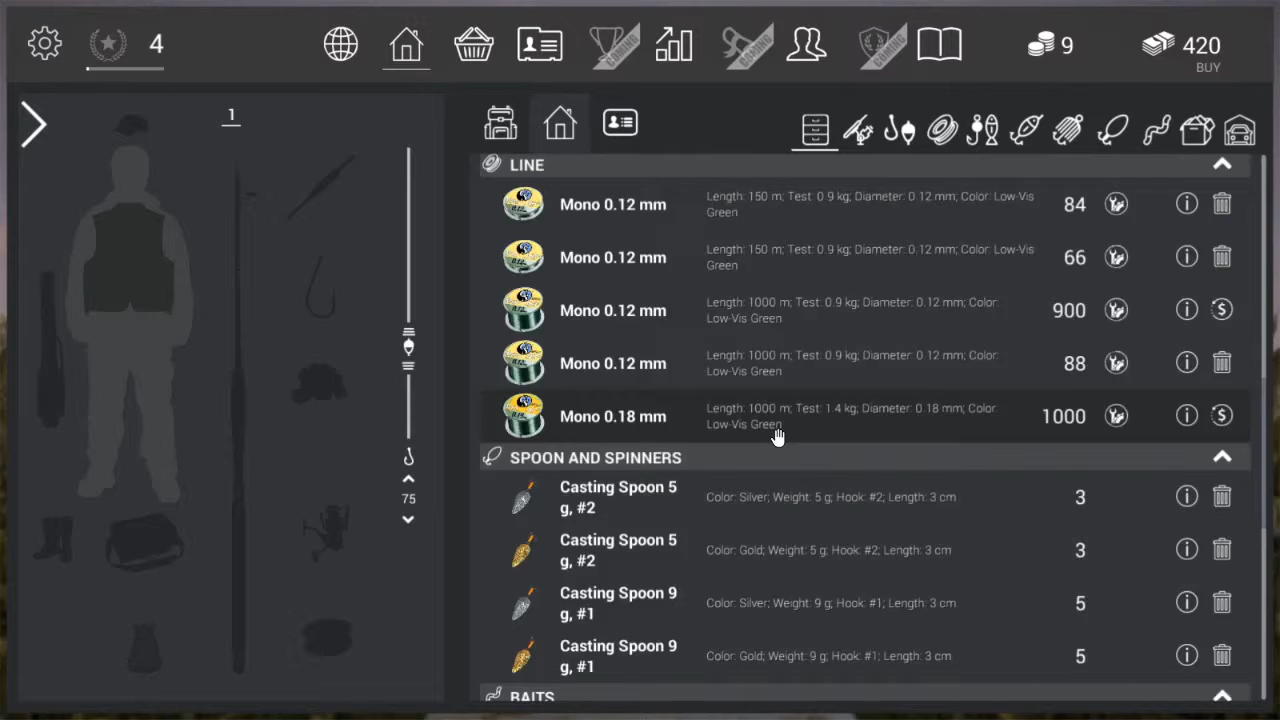 4
COMING
COMING
COMING
9
420
BUY
1
75
LINE
Mono 0.12 mm
Length: 150 m; Test: 0.9 kg; Diameter: 0.12 mm; Color: Low-Vis
Green
84
Mono 0.12 mm
Length: 150 m; Test: 0.9 kg; Diameter: 0.12 mm; Color: Low-Vis
Green
66
Mono 0.12 mm
Length: 1000 m; Test: 0.9 kg; Diameter: 0.12 mm; Color:
Low-Vis Green
900
Mono 0.12 mm
Length: 1000 m; Test: 0.9 kg; Diameter: 0.12 mm; Color:
Low-Vis Green
88
Mono 0.18 mm
Length: 1000 m; Test: 1.4 kg; Diameter: 0.18 mm; Color:
Low-Vis Green
1000
SPOON AND SPINNERS
Casting Spoon 5
g, #2
Color: Silver; Weight: 5 g; Hook: #2; Length: 3 cm
3
Casting Spoon 5
g, #2
Color: Gold; Weight: 5 g; Hook: #2; Length: 3 cm
3
Casting Spoon 9
g, #1
Color: Silver; Weight: 9 g; Hook: #1; Length: 3 cm
5
Casting Spoon 9
g, #1
Color: Gold; Weight: 9 g; Hook: #1; Length: 3 cm
5
BAITS